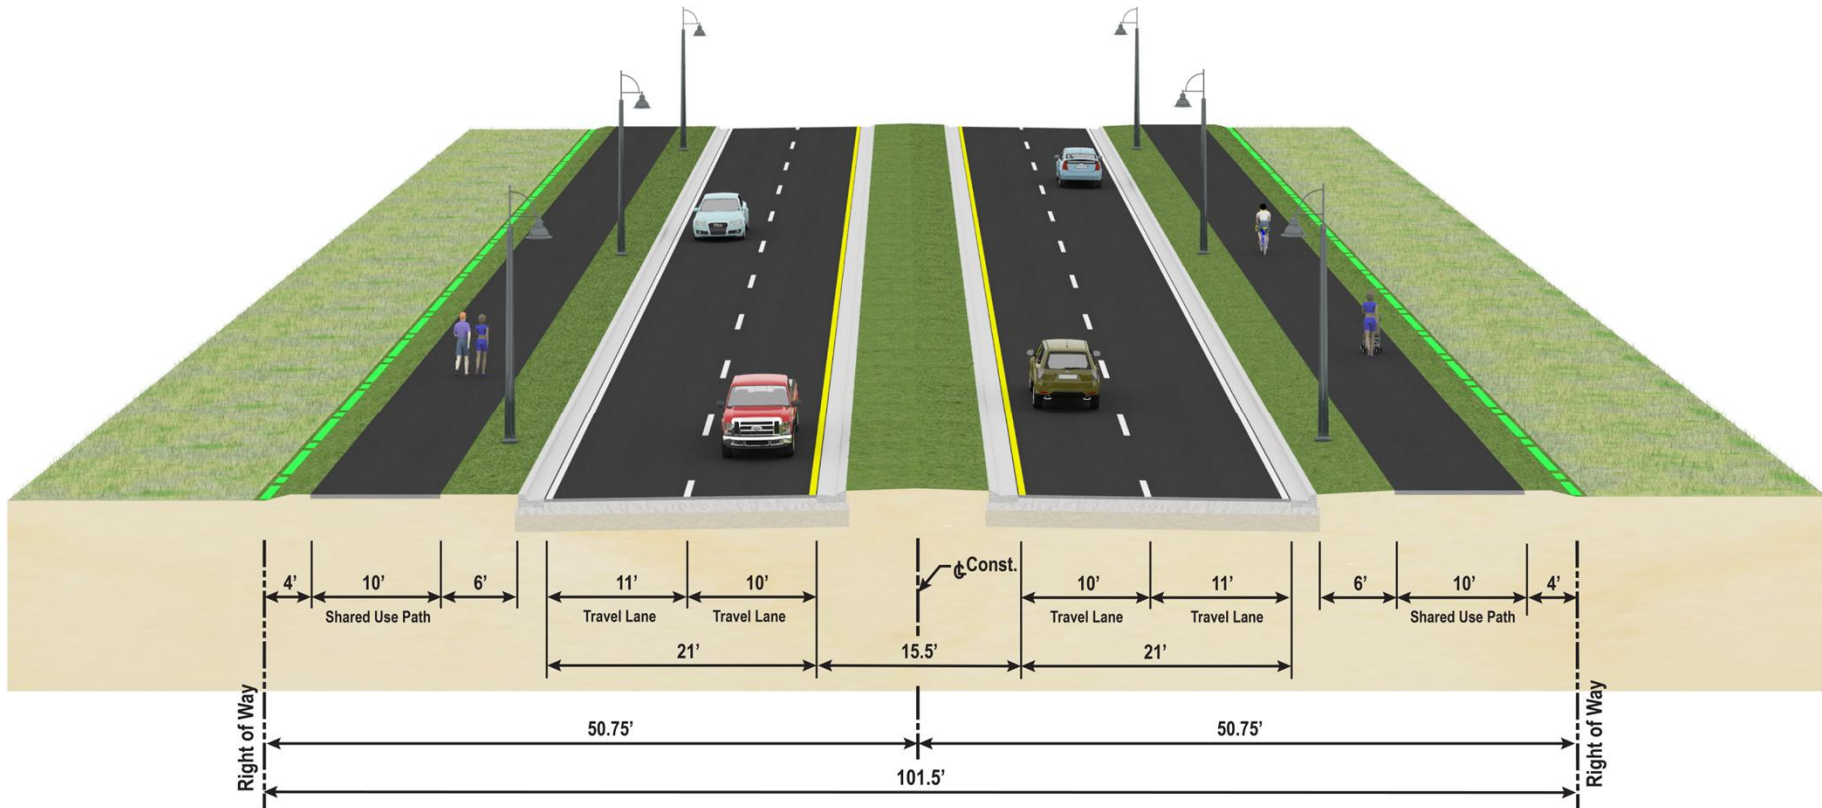 4’ 10’ 6’ 11’ 10’ ℄ Const. 10’ 11’ 6’ 10’ 4’
Shared Use Path Travel Lane Travel Lane Travel Lane Travel Lane Shared Use Path
21’ 15.5’ 21’
Right of Way
50.75’ 50.75’
Right of Way
101.5’